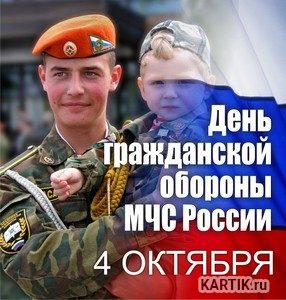 День
гражданской
обороны
МЧС России
4 ОКТЯБРЯ
KARTIK.ru